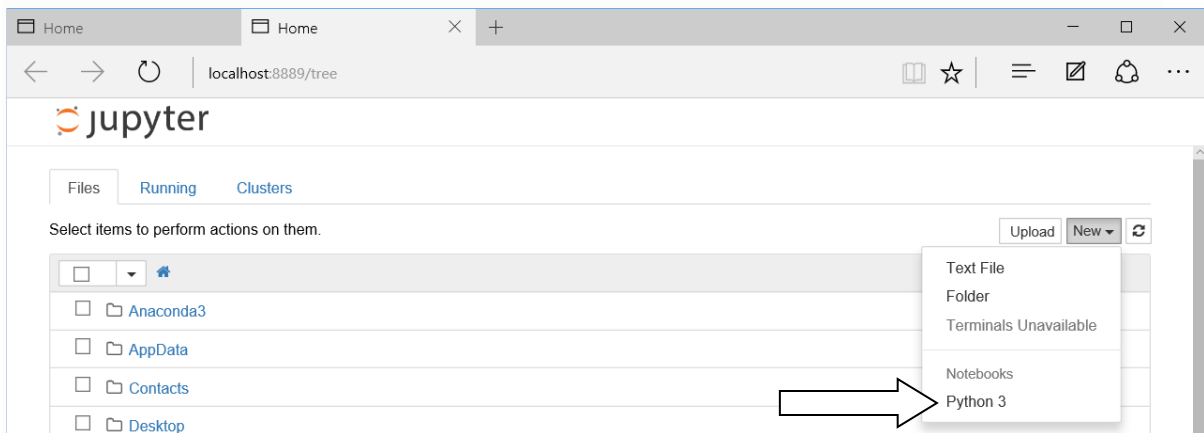 Home Home
localhost:8889/tree
jupyter
Files Running Clusters
Select items to perform actions on them.
Upload New
Text File
Folder
Terminals Unavailable
Notebooks
Python 3
Anaconda3
AppData
Contacts
Desktop